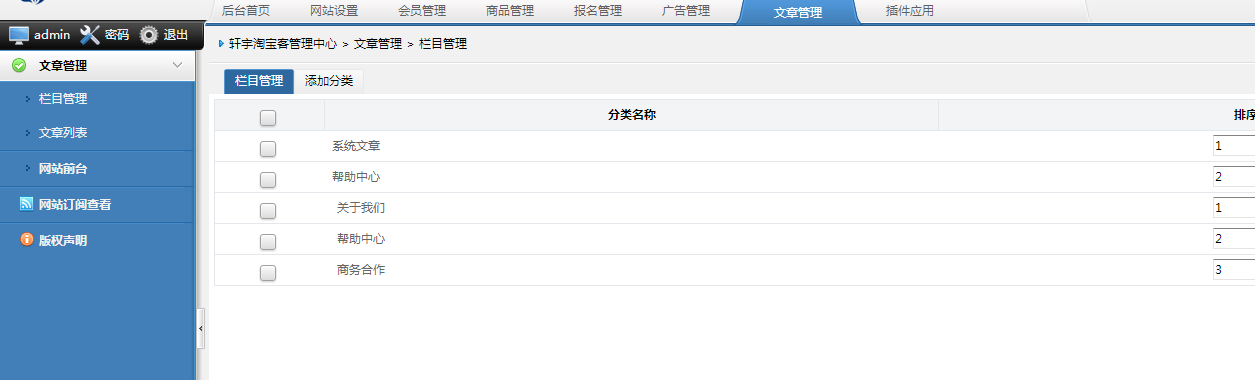 后台首页 网站设置 会员管理 商品管理 报名管理 广告管理 文章管理 插件应用
admin 密码 退出
轩宇淘宝客管理中心 > 文章管理 > 栏目管理
文章管理
栏目管理
文章列表
网站前台
网站订阅查看
版权声明
栏目管理 添加分类
分类名称 排序
系统文章 1
帮助中心 2
关于我们 1
帮助中心 2
商务合作 3